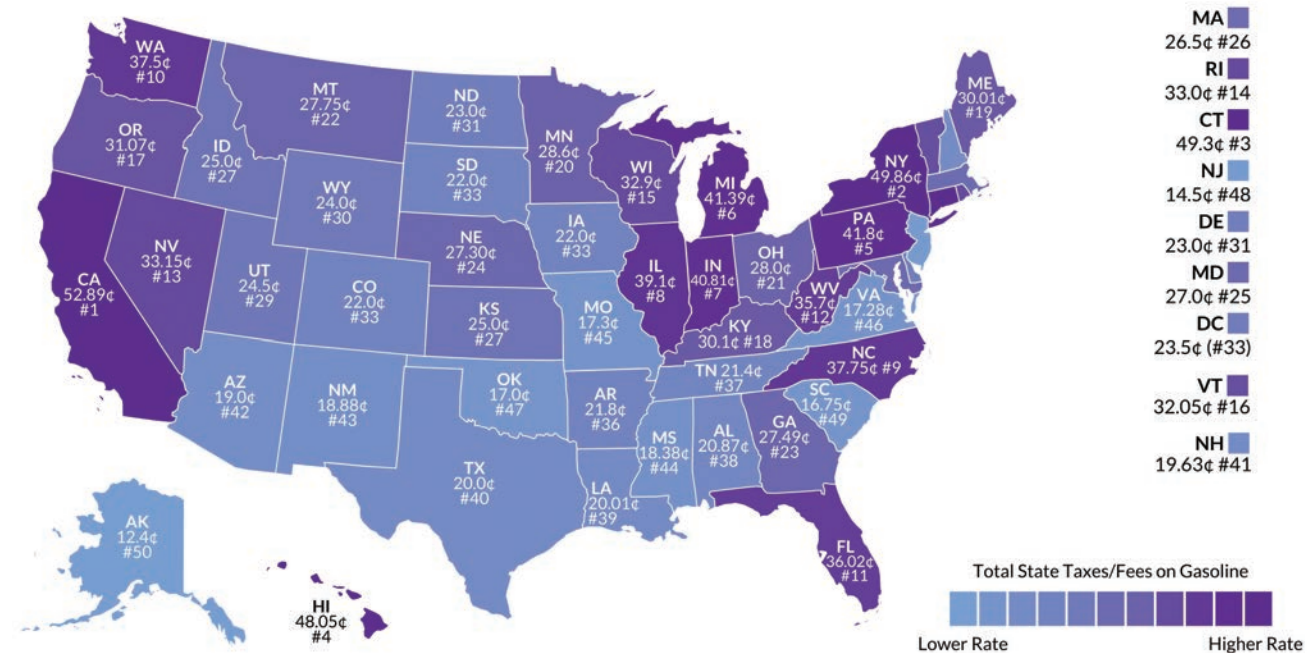 WA
37.5¢
#10
MT
27.75¢
#22
ND
23.0¢
#31
OR
31.07¢
#17
ID
25.0¢
#27
MN
28.6¢
#20
SD
22.0¢
#33
WY
24.0¢
#30
WI
32.9¢
#15
MI
41.39¢
#6
NY
49.86¢
#2
ME
30.01¢
#19
CA
52.89¢
#1
NV
33.15¢
#13
UT
24.5¢
#29
CO
22.0¢
#33
NE
27.30¢
#24
IA
22.0¢
#33
KS
25.0¢
#27
MO
17.3¢
#45
IL
39.1¢
#8
IN
40.81¢
#7
OH
28.0¢
#21
PA
41.8¢
#5
WV
35.7¢
#12
VA
17.28¢
#46
KY
30.1¢ #18
NC
37.75¢ #9
TN 21.4¢
#37
SC
16.75¢
#49
AZ
19.0¢
#42
NM
18.88¢
#43
OK
17.0¢
#47
AR
21.8¢
#36
TX
20.0¢
#40
LA
20.01¢
#39
MS
18.38¢
#44
AL
20.87¢
#38
GA
27.49¢
#23
FL
36.02¢
#11
AK
12.4¢
#50
HI
48.05¢
#4
MA
26.5¢ #26
RI
33.0¢ #14
CT
49.3¢ #3
NJ
14.5¢ #48
DE
23.0¢ #31
MD
27.0¢ #25
DC
23.5¢ (#33)
VT
32.05¢ #16
NH
19.63¢ #41
Total State Taxes/Fees on Gasoline
Lower Rate
Higher Rate